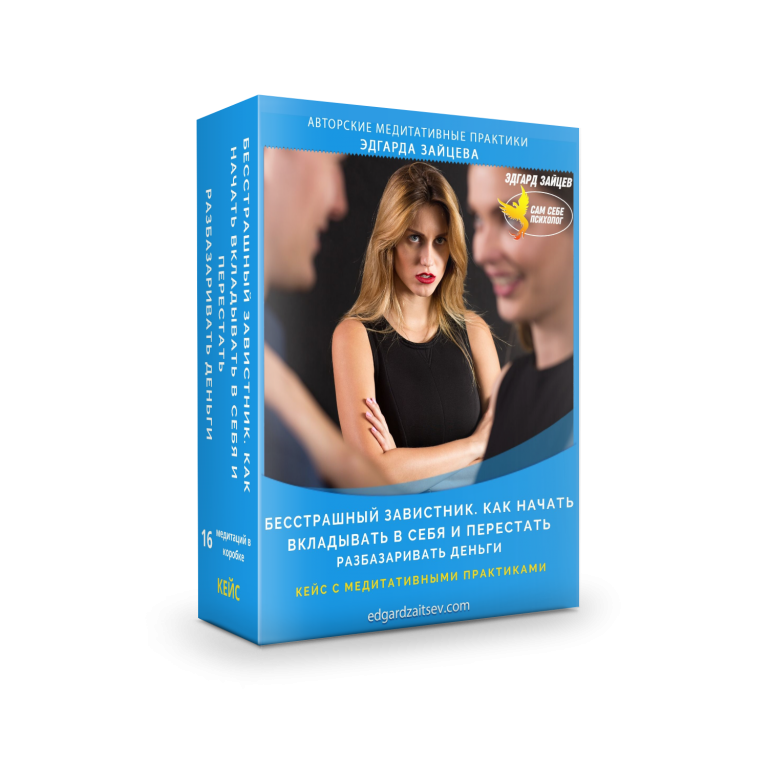 АВТОРСКИЕ МЕДИТАТИВНЫЕ ПРАКТИКИ
ЭДГАРДА ЗАЙЦЕВА
ЭДГАРД ЗАЙЦЕВ
САМ СЕБЕ
ПСИХОЛОГ
БЕССТРАШНЫЙ ЗАВИСТНИК. КАК НАЧАТЬ
ВКЛАДЫВАТЬ В СЕБЯ И ПЕРЕСТАТЬ
РАЗБАЗАРИВАТЬ ДЕНЬГИ
КЕЙС С МЕДИТАТИВНЫМИ ПРАКТИКАМИ
edgardzaitsev.com
БЕССТРАШНЫЙ ЗАВИСТНИК. КАК
НАЧАТЬ ВКЛАДЫВАТЬ В СЕБЯ И
ПЕРЕСТАТЬ
РАЗБАЗАРИВАТЬ ДЕНЬГИ
16 медитаций в
коробке
КЕЙС